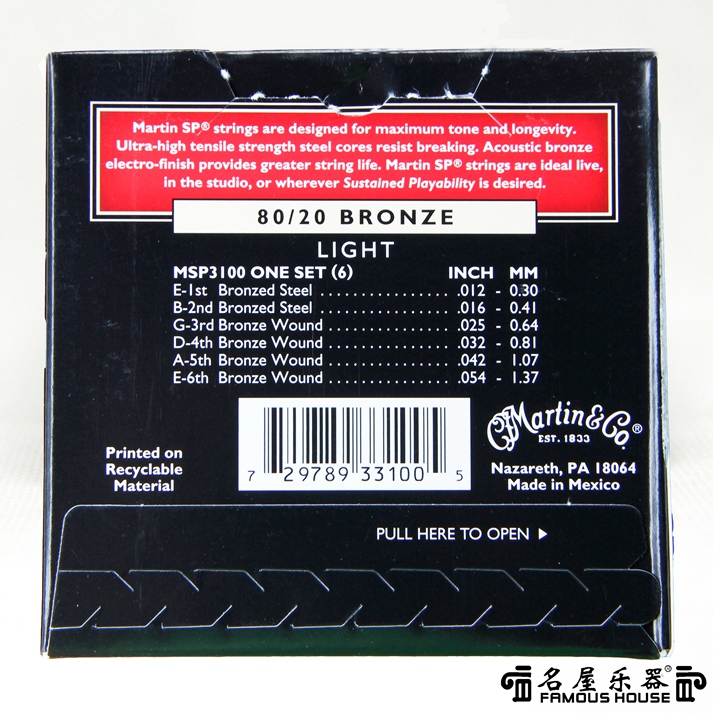 Martin SP® strings are designed for maximum tone and longevity.
Ultra-high tensile strength steel cores resist breaking. Acoustic bronze
electro-finish provides greater string life. Martin SP® strings are ideal live,
in the studio, or wherever Sustained Playability is desired.
80/20 BRONZE
LIGHT
MSP3100 ONE SET (6) INCH MM
E-1st Bronzed Steel .................. .012 - 0.30
B-2nd Bronzed Steel .................. .016 - 0.41
G-3rd Bronze Wound ................. .025 - 0.64
D-4th Bronze Wound ................. .032 - 0.81
A-5th Bronze Wound ................. .042 - 1.07
E-6th Bronze Wound ................. .054 - 1.37
Printed on
Recyclable
Material
7 29789 33100 5
C.F. Martin & Co.®
EST. 1833
Nazareth, PA 18064
Made in Mexico
PULL HERE TO OPEN ▶
名屋乐器®
FAMOUS HOUSE